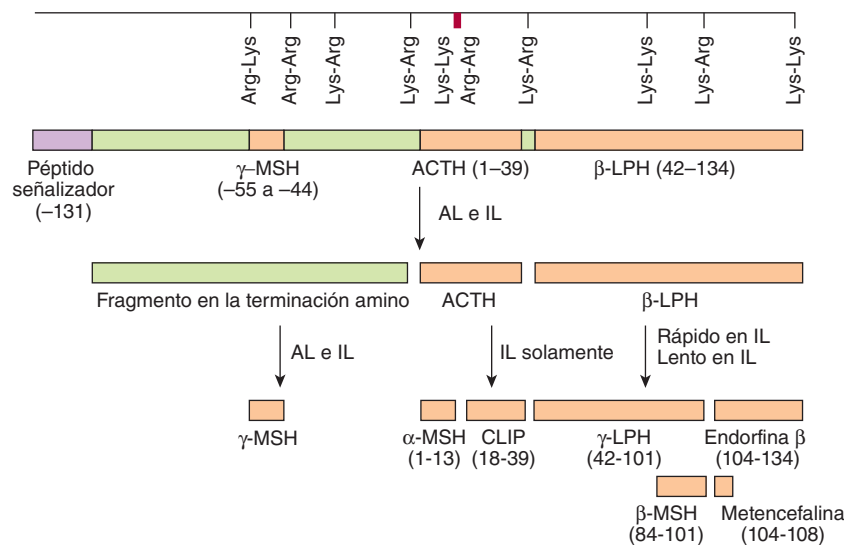 Arg-Lys
Arg-Arg
Lys-Arg
Lys-Arg
Lys-Lys
Arg-Arg
Lys-Arg
Lys-Lys
Lys-Arg
Lys-Lys
Péptido
señalizador
(–131)
γ–MSH
(–55 a –44)
ACTH (1–39)
β-LPH (42–134)
AL e IL
Fragmento en la terminación amino
ACTH
β-LPH
AL e IL
IL solamente
Rápido en IL
Lento en IL
γ-MSH
α-MSH
(1-13)
CLIP
(18-39)
γ-LPH
(42-101)
Endorfina β
(104-134)
β-MSH
(84-101)
Metencefalina
(104-108)